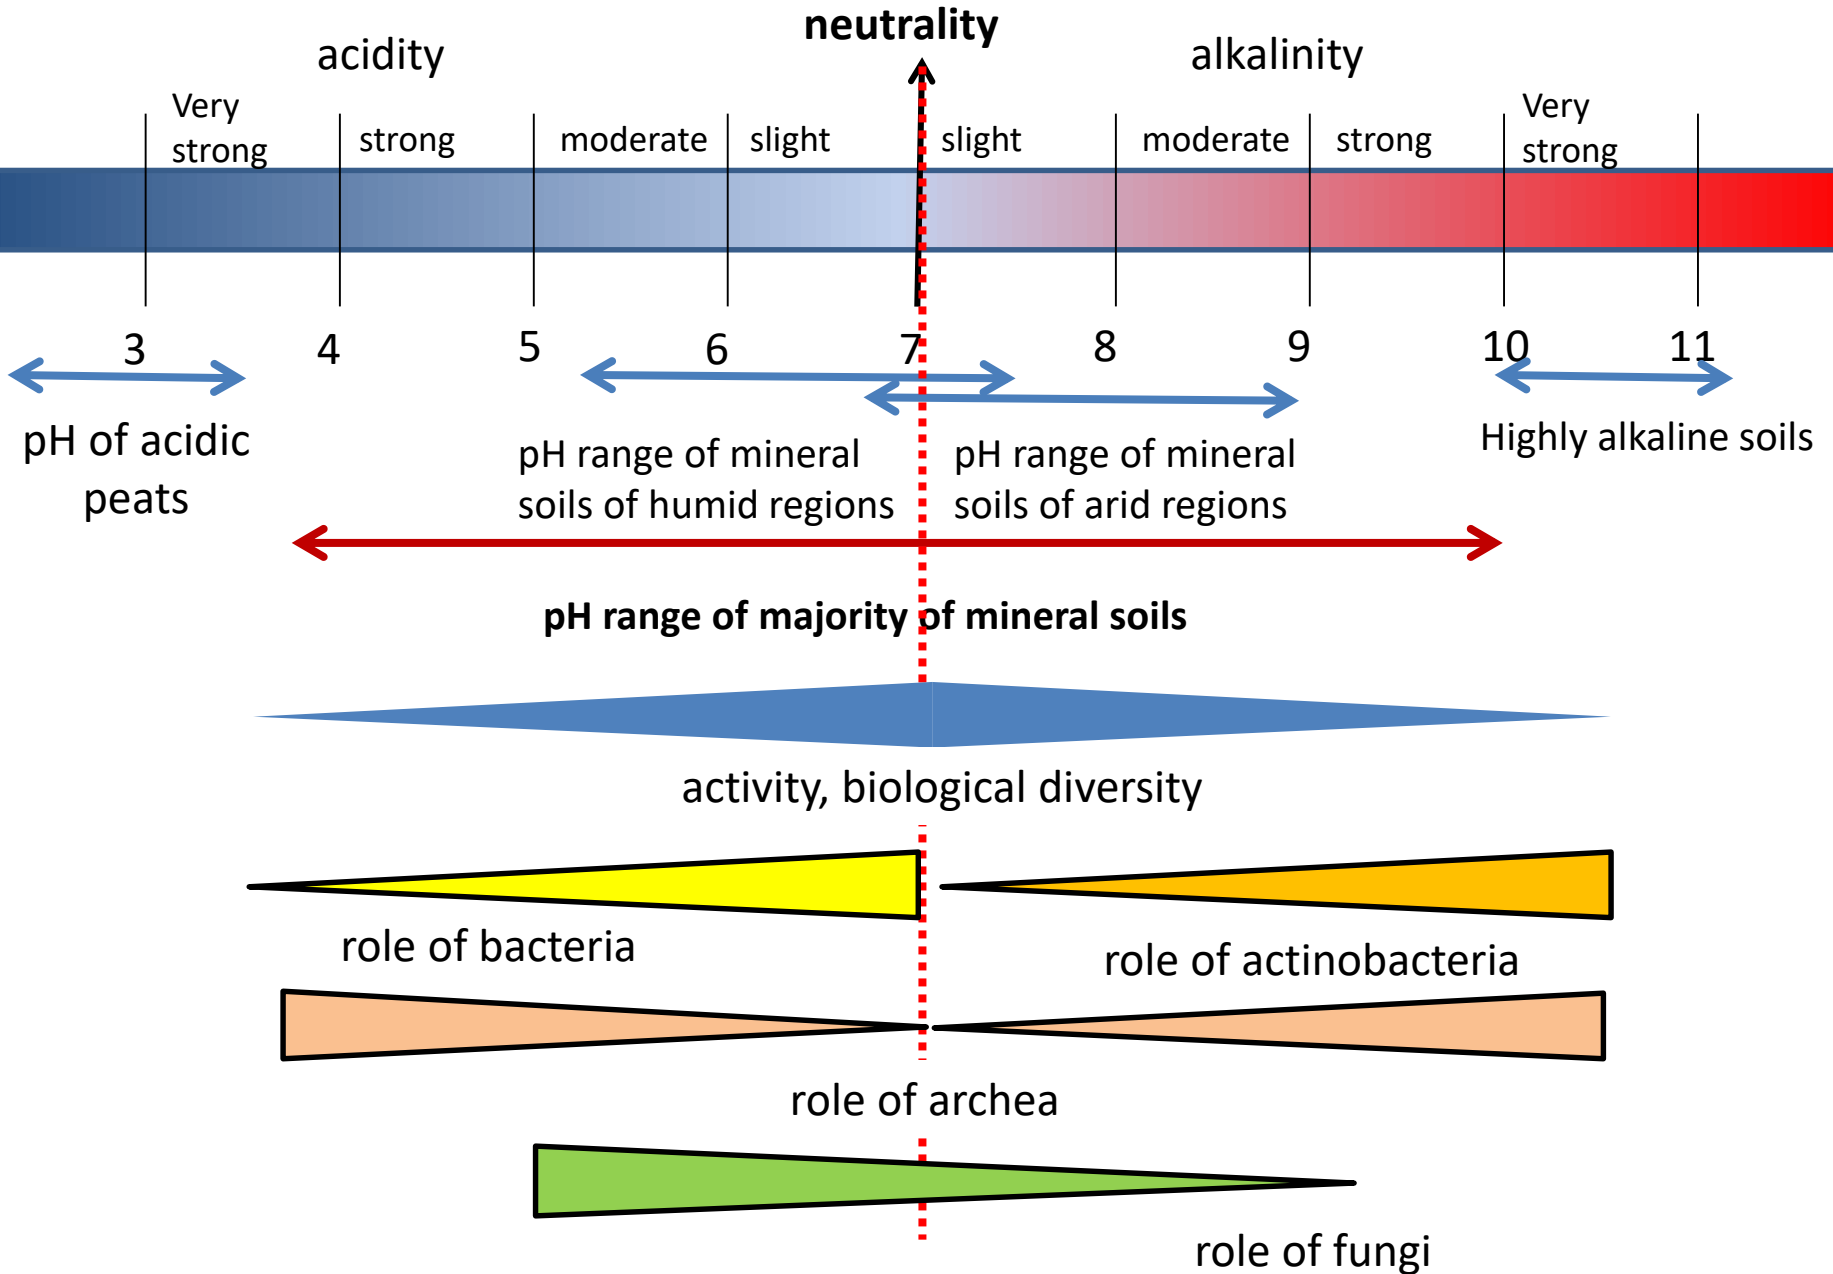 neutrality
acidity
alkalinity
Very
strong
strong
moderate
slight
slight
moderate
strong
Very
strong
3
4
5
6
7
8
9
10
11
pH of acidic
peats
pH range of mineral
soils of humid regions
pH range of mineral
soils of arid regions
Highly alkaline soils
pH range of majority of mineral soils
activity, biological diversity
role of bacteria
role of actinobacteria
role of archea
role of fungi